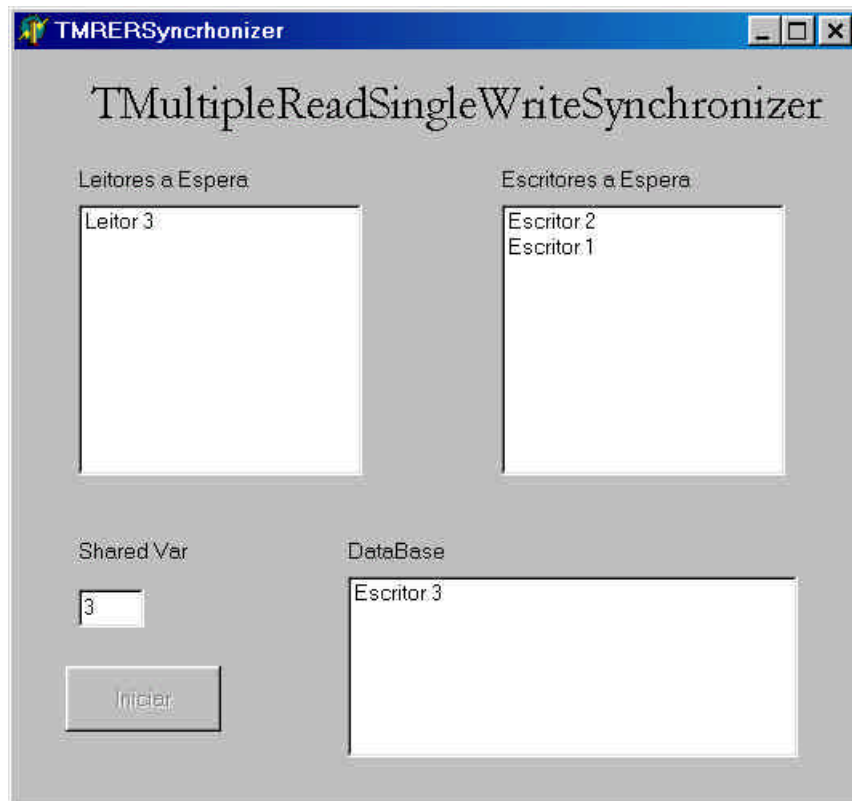 TMRERSyncrhonizer
TMultipleReadSingleWriteSynchronizer
Leitores a Espera
Escritores a Espera
Leitor 3
Escritor 2
Escritor 1
Shared Var
DataBase
3
Escritor 3
Iniciar